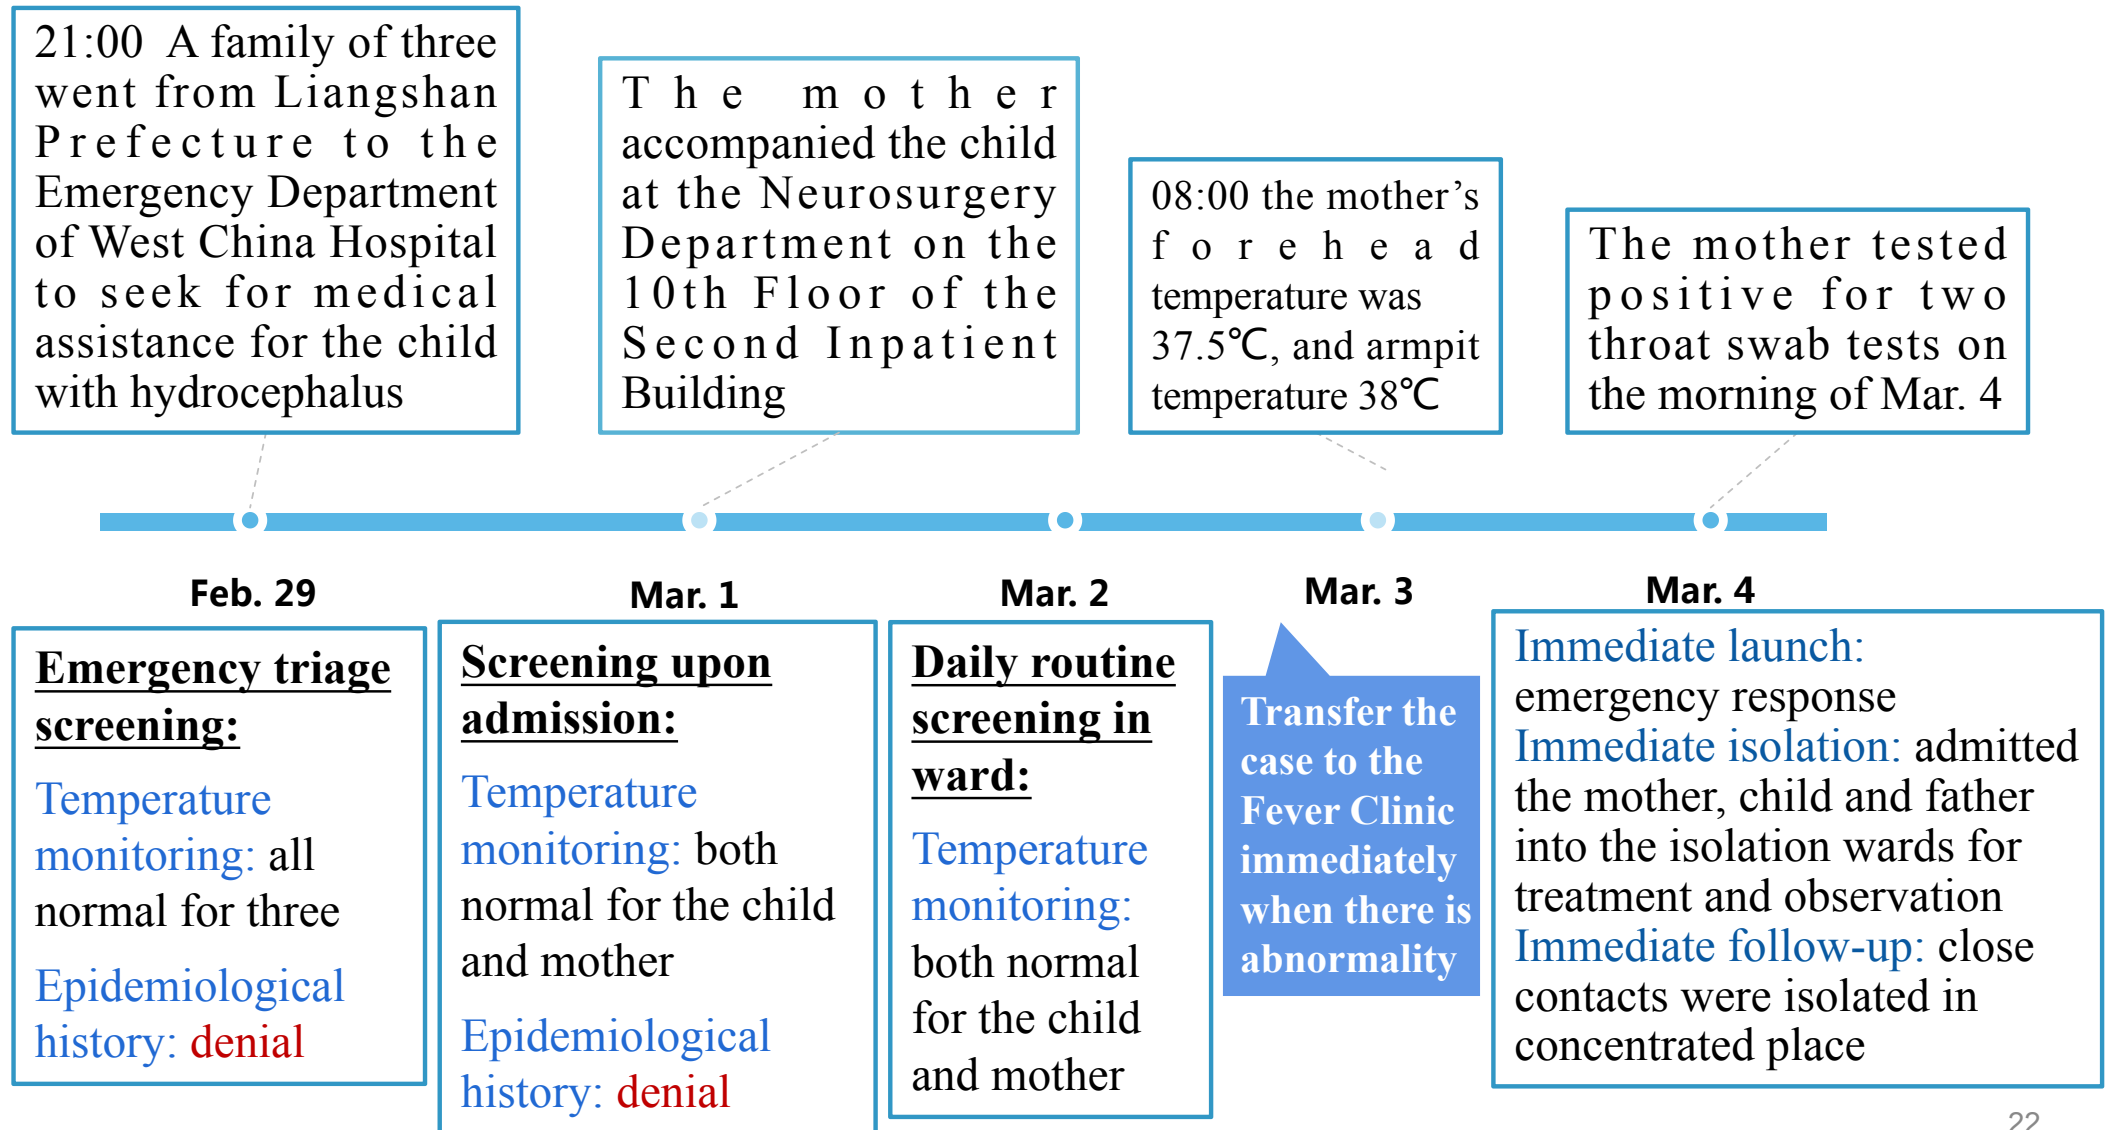 21:00 A family of three
went from Liangshan
Prefecture to the
Emergency Department
of West China Hospital
to seek for medical
assistance for the child
with hydrocephalus
The mother
accompanied the child
at the Neurosurgery
Department on the
10th Floor of the
Second Inpatient
Building
08:00 the mother's
forehead
temperature was
37.5℃, and armpit
temperature 38℃
The mother tested
positive for two
throat swab tests on
the morning of Mar. 4
Feb. 29
Mar. 1
Mar. 2
Mar. 3
Mar. 4
Emergency triage
screening:
Temperature
monitoring: all
normal for three
Epidemiological
history: denial
Screening upon
admission:
Temperature
monitoring: both
normal for the child
and mother
Epidemiological
history: denial
Daily routine
screening in
ward:
Temperature
monitoring:
both normal
for the child
and mother
Transfer the
case to the
Fever Clinic
immediately
when there is
abnormality
Immediate launch:
emergency response
Immediate isolation: admitted
the mother, child and father
into the isolation wards for
treatment and observation
Immediate follow-up: close
contacts were isolated in
concentrated place
22